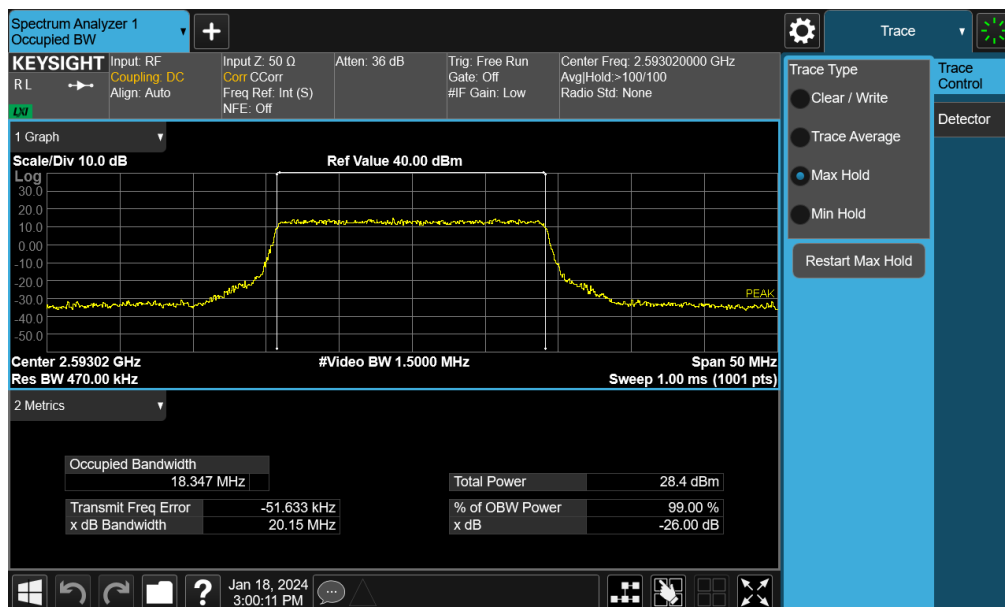 Spectrum Analyzer 1
Occupied BW
Trace
KEYSIGHT
R L
LXI
Input: RF
Coupling: DC
Align: Auto
Input Z: 50 Ω
Corr CCorr
Freq Ref: Int (S)
NFE: Off
Atten: 36 dB
Trig: Free Run
Gate: Off
#IF Gain: Low
Center Freq: 2.593020000 GHz
Avg|Hold:>100/100
Radio Std: None
Trace Type
Clear / Write
Trace Average
Max Hold
Min Hold
Restart Max Hold
Trace
Control
Detector
1 Graph
Scale/Div 10.0 dB
Ref Value 40.00 dBm
Log
30.0
20.0
10.0
0.00
-10.0
-20.0
-30.0
-40.0
-50.0
PEAK
Center 2.59302 GHz
#Video BW 1.5000 MHz
Span 50 MHz
Res BW 470.00 kHz
Sweep 1.00 ms (1001 pts)
2 Metrics
Occupied Bandwidth
18.347 MHz
Total Power 28.4 dBm
Transmit Freq Error -51.633 kHz
% of OBW Power 99.00 %
x dB Bandwidth 20.15 MHz
x dB -26.00 dB
?
Jan 18, 2024
3:00:11 PM